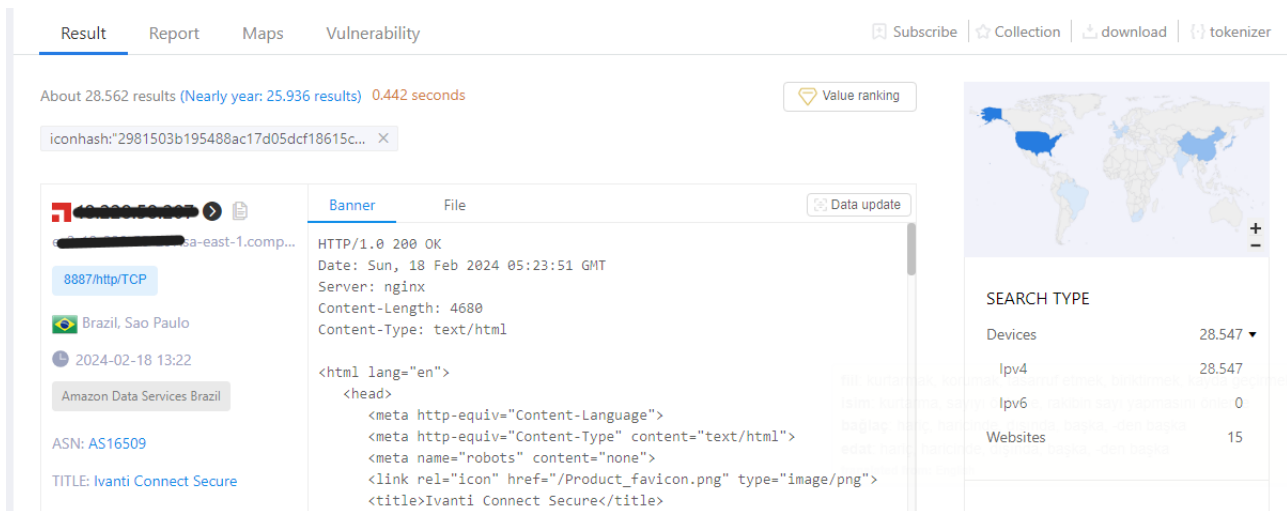 Result Report Maps Vulnerability
Subscribe Collection download tokenizer
About 28.562 results (Nearly year: 25.936 results) 0.442 seconds
Value ranking
iconhash:"2981503b195488ac17d05dcf18615c... ×
sa-east-1.comp...
8887/http/TCP
Brazil, Sao Paulo
2024-02-18 13:22
Amazon Data Services Brazil
ASN: AS16509
TITLE: Ivanti Connect Secure
Banner File
Data update
HTTP/1.0 200 OK
Date: Sun, 18 Feb 2024 05:23:51 GMT
Server: nginx
Content-Length: 4680
Content-Type: text/html
<html lang="en">
<head>
<meta http-equiv="Content-Language">
<meta http-equiv="Content-Type" content="text/html">
<meta name="robots" content="none">
<link rel="icon" href="/Product_favicon.png" type="image/png">
<title>Ivanti Connect Secure</title>
+
−
SEARCH TYPE
Devices 28.547
Ipv4 28.547
Ipv6 0
Websites 15